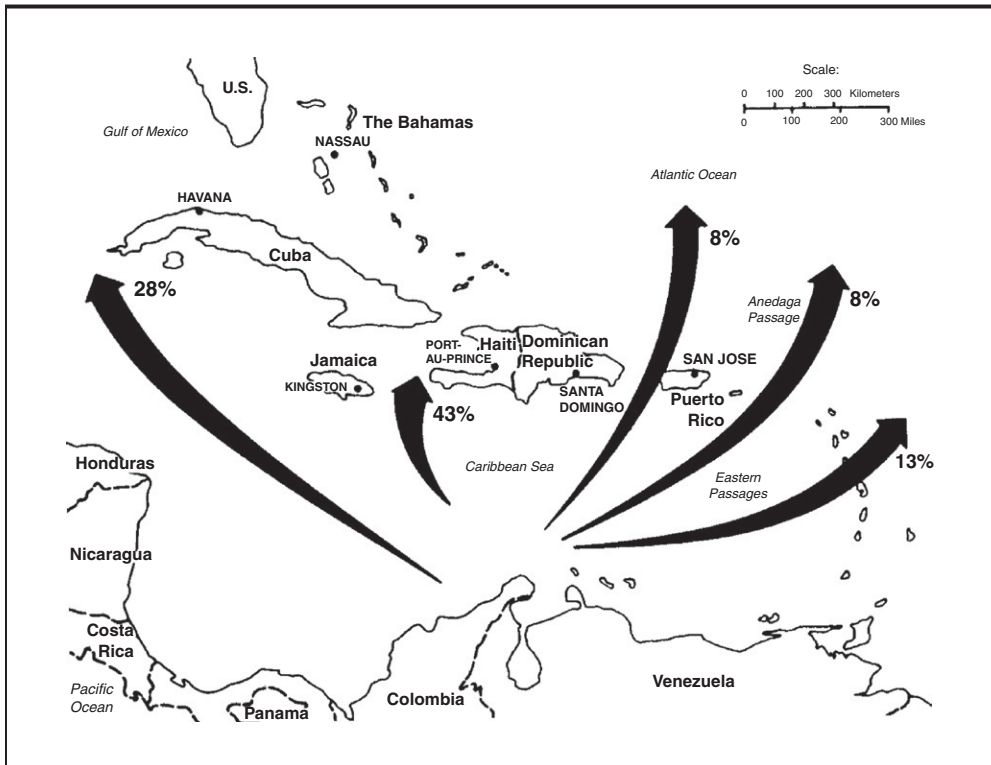 Scale:
0 100 200 300 Kilometers
0 100 200 300 Miles
U.S.
Gulf of Mexico
The Bahamas
NASSAU
Atlantic Ocean
HAVANA
Cuba
8%
28%
Anedaga
Passage
8%
Jamaica
KINGSTON
PORT-
AU-PRINCE
Haiti
Dominican
Republic
SANTA
DOMINGO
SAN JOSE
Puerto
Rico
43%
Caribbean Sea
Eastern
Passages
13%
Honduras
Nicaragua
Costa
Rica
Pacific
Ocean
Panama
Colombia
Venezuela